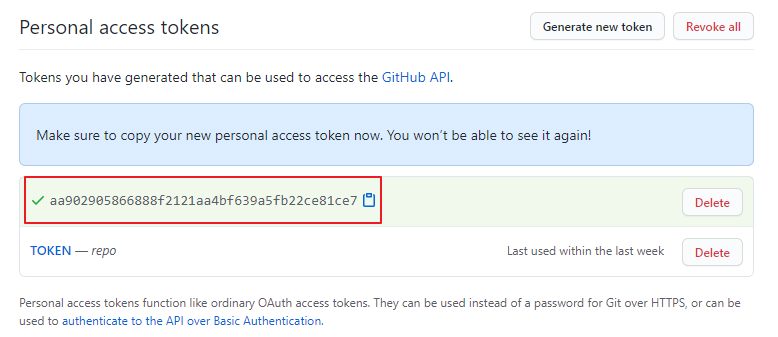 Personal access tokens
Generate new token
Revoke all
Tokens you have generated that can be used to access the GitHub API.
Make sure to copy your new personal access token now. You won't be able to see it again!
aa902905866888f2121aa4bf639a5fb22ce81ce7
Delete
TOKEN — repo
Last used within the last week
Delete
Personal access tokens function like ordinary OAuth access tokens. They can be used instead of a password for Git over HTTPS, or can be
used to authenticate to the API over Basic Authentication.